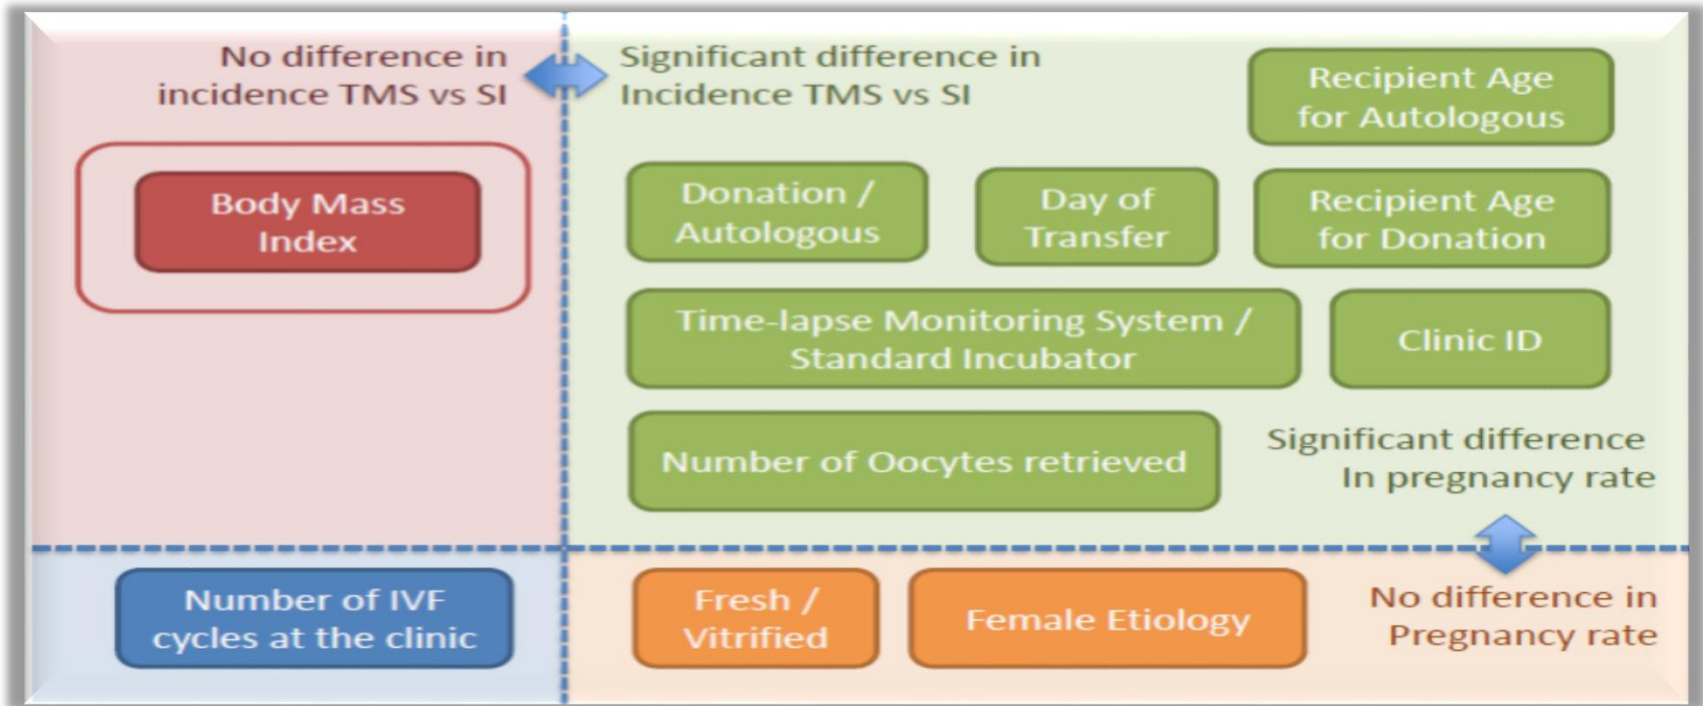 No difference in
incidence TMS vs SI
Significant difference in
Incidence TMS vs SI
Recipient Age
for Autologous
Body Mass
Index
Donation /
Autologous
Day of
Transfer
Recipient Age
for Donation
Time-lapse Monitoring System /
Standard Incubator
Clinic ID
Number of Oocytes retrieved
Significant difference
In pregnancy rate
Number of IVF
cycles at the clinic
Fresh /
Vitrified
Female Etiology
No difference in
Pregnancy rate